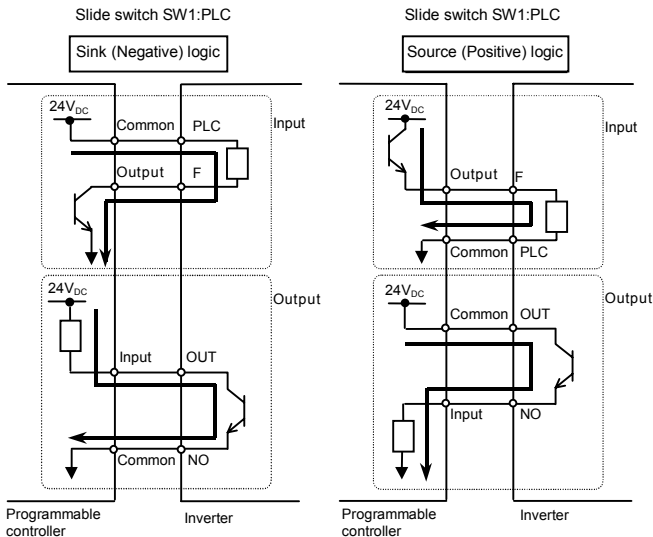 Slide switch SW1:PLC
Sink (Negative) logic
24VDC
Common
PLC
Input
Output
F
24VDC
Output
Input
OUT
Common
NO
Programmable
controller
Inverter
Slide switch SW1:PLC
Source (Positive) logic
24VDC
Input
Output
F
Common
PLC
24VDC
Output
Common
OUT
Input
NO
Programmable
controller
Inverter